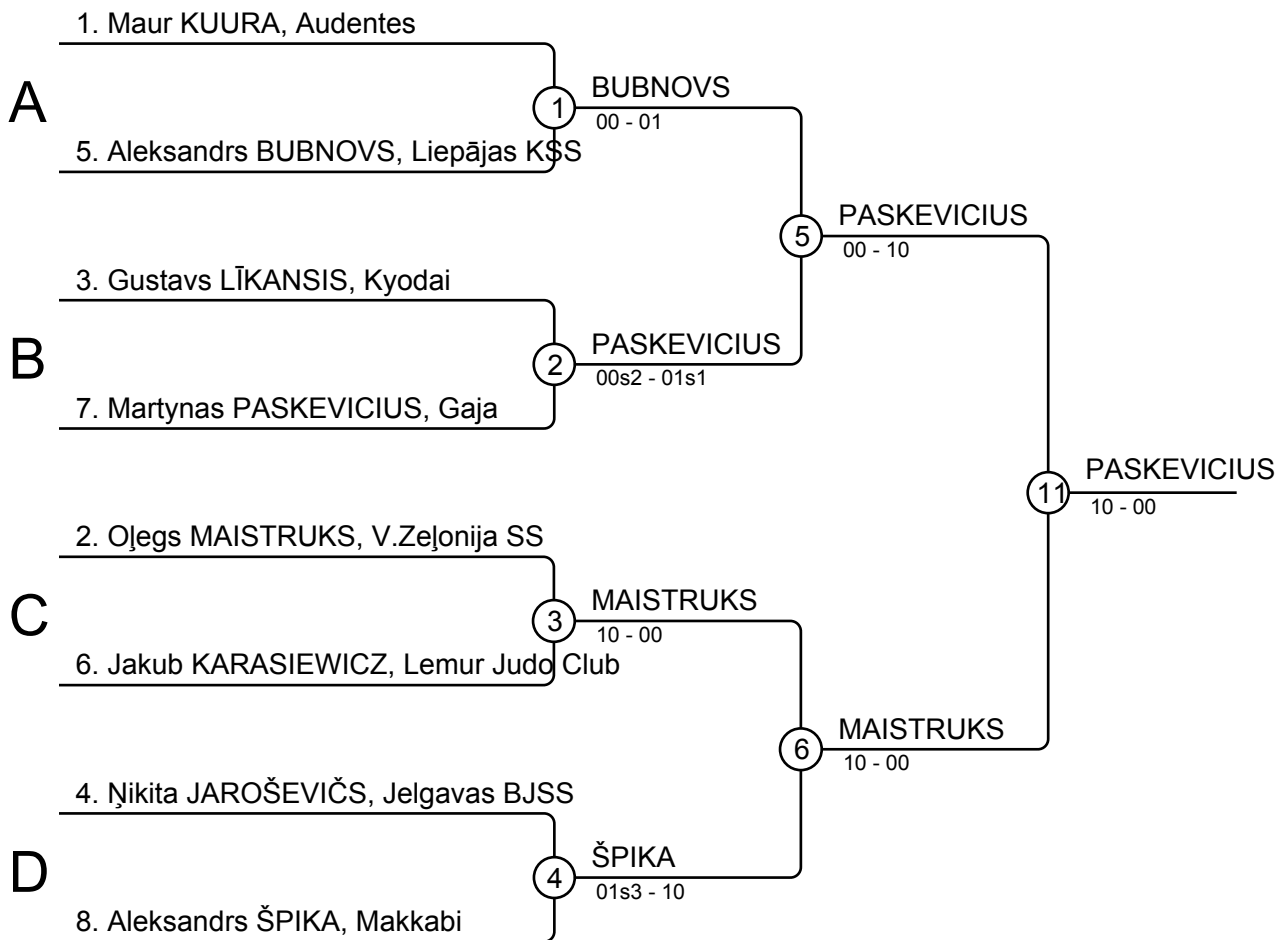 1. Maur KUURA, Audentes
A
1
BUBNOVS
00 - 01
5. Aleksandrs BUBNOVS, Liepājas KSS
5
PASKEVICIUS
00 - 10
3. Gustavs LĪKANSIS, Kyodai
B
2
PASKEVICIUS
00s2 - 01s1
7. Martynas PASKEVICIUS, Gaja
11
PASKEVICIUS
10 - 00
2. Oļegs MAISTRUKS, V.Zeļonija SS
C
3
MAISTRUKS
10 - 00
6. Jakub KARASIEWICZ, Lemur Judo Club
6
MAISTRUKS
10 - 00
4. Ņikita JAROŠEVIČS, Jelgavas BJSS
D
4
ŠPIKA
01s3 - 10
8. Aleksandrs ŠPIKA, Makkabi